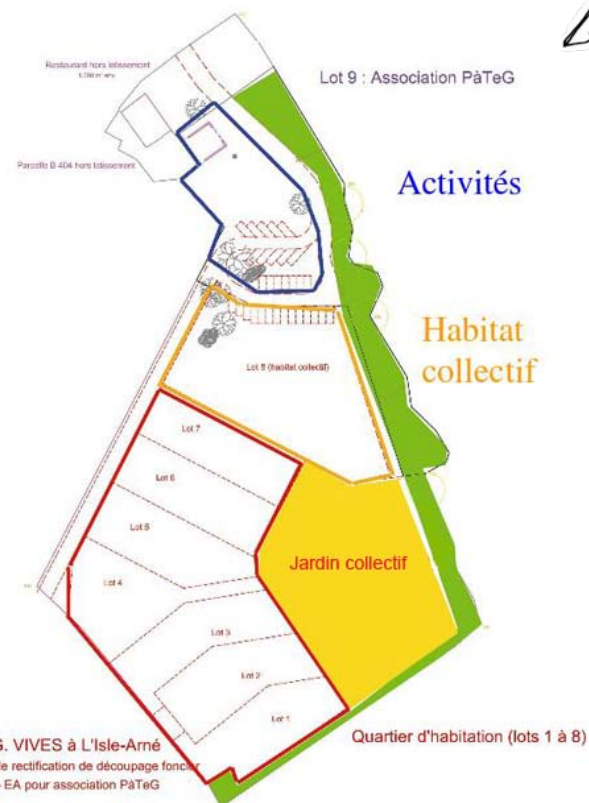 Restaurant hors lotissement
Lot 9 : Association PàTeG
Parcelle B 404 hors lotissement
Activités
Habitat
collectif
Lot 8 (habitat collectif)
Lot 7
Lot 6
Lot 5
Lot 4
Lot 3
Lot 2
Lot 1
Jardin collectif
Quartier d'habitation (lots 1 à 8)
G. VIVES à L'Isle-Arné
de rectification de découpage foncier
EA pour association PàTeG